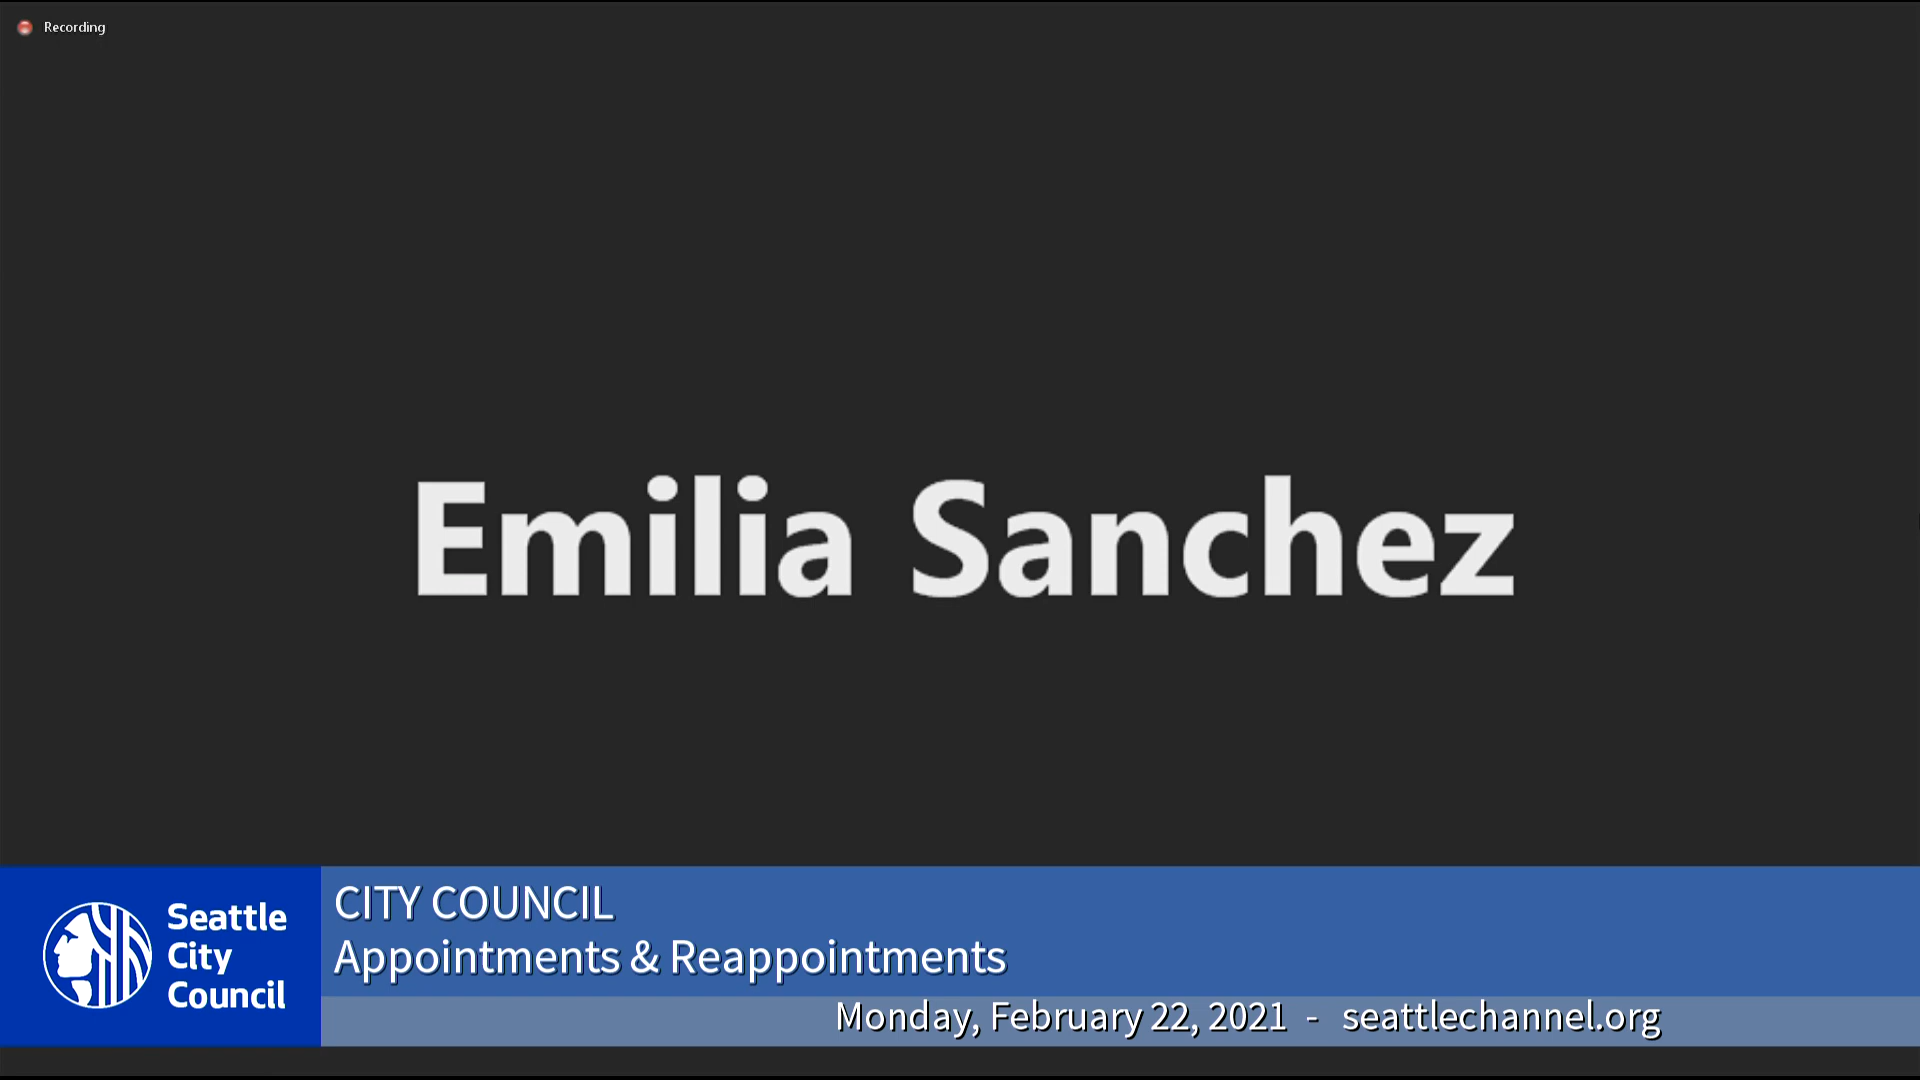 Recording
Emilia Sanchez
Seattle
City
Council
CITY COUNCIL
Appointments & Reappointments
Monday, February 22, 2021 - seattlechannel.org